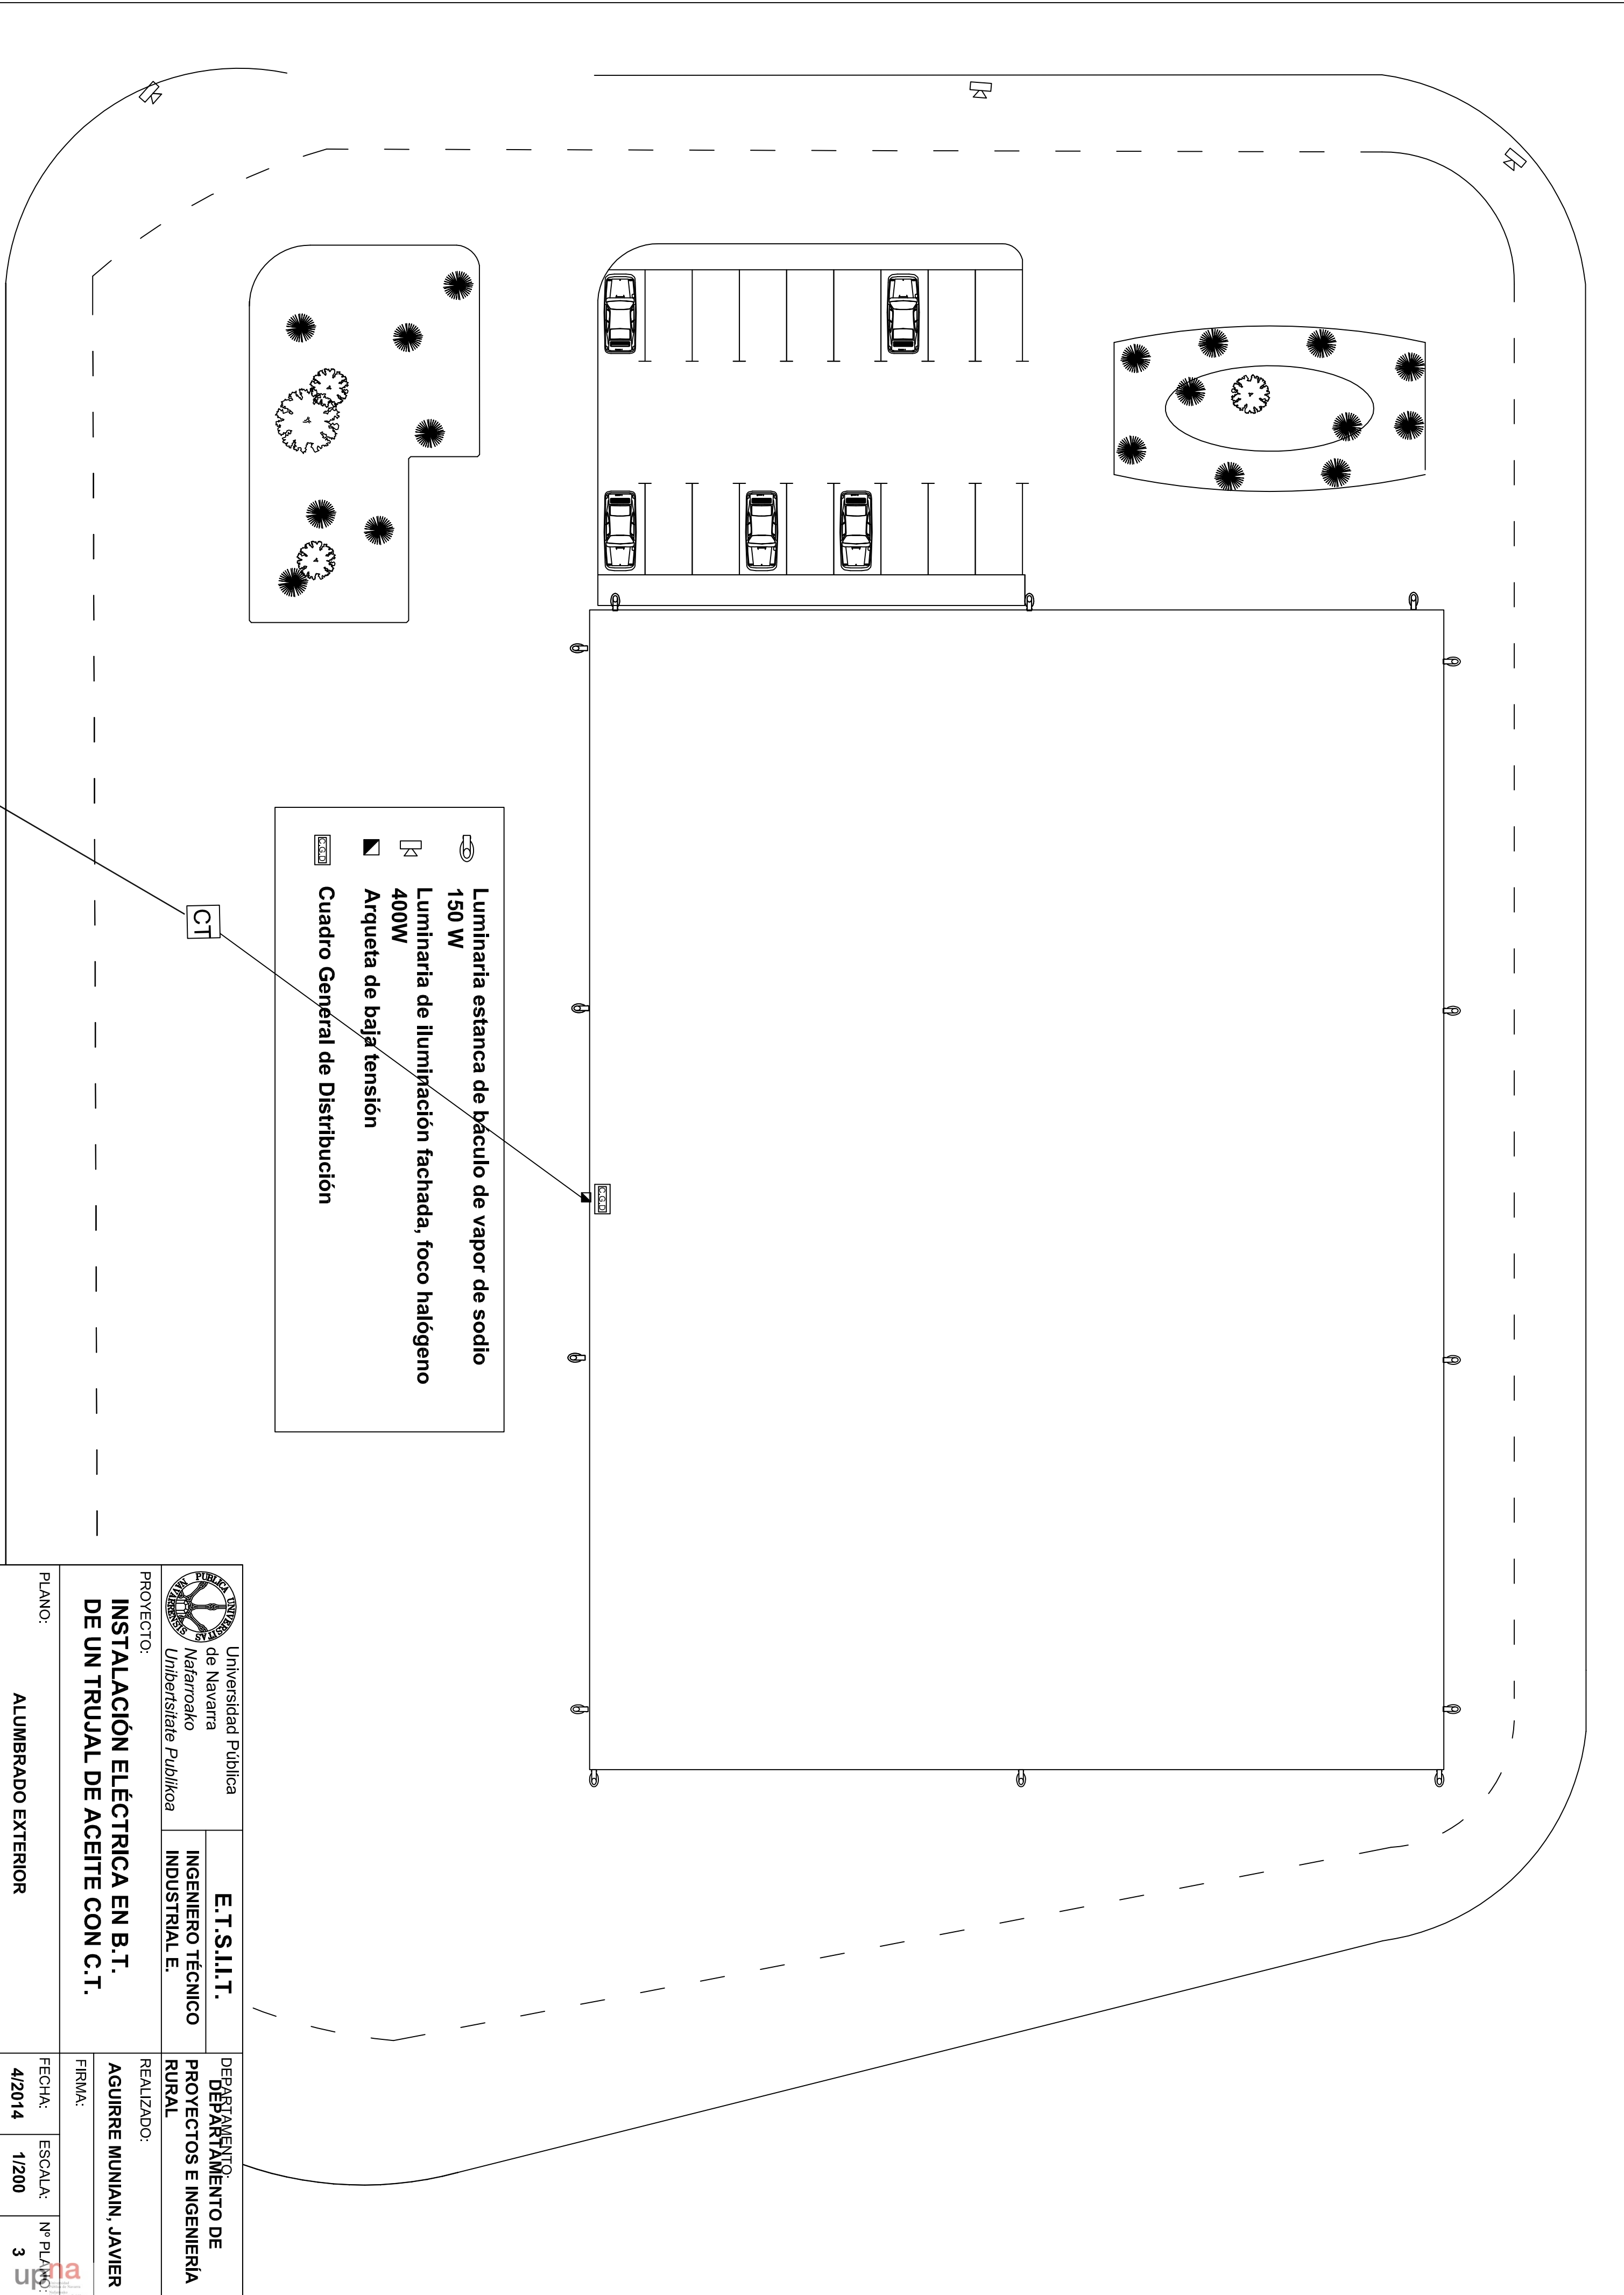 CT
C.G.D
Luminaria estanca de báculo de vapor de sodio
150 W
Luminaria de iluminación fachada, foco halógeno
400W
Arqueta de baja tensión
C.G.D
Cuadro General de Distribución
PUBLICA UNIVERSITAS NAVARRENSIS
Universidad Pública
de Navarra
Nafarroako
Unibertsitate Publikoa
E.T.S.I.I.T.
INGENIERO TÉCNICO
INDUSTRIAL E.
DEPARTAMENTO:
DEPARTAMENTO DE
PROYECTOS E INGENIERÍA
RURAL
PROYECTO:
INSTALACIÓN ELÉCTRICA EN B.T.
DE UN TRUJAL DE ACEITE CON C.T.
REALIZADO:
AGUIRRE MUNIAIN, JAVIER
FIRMA:
PLANO:
ALUMBRADO EXTERIOR
FECHA:
4/2014
ESCALA:
1/200
Nº PLANO:
3
upna